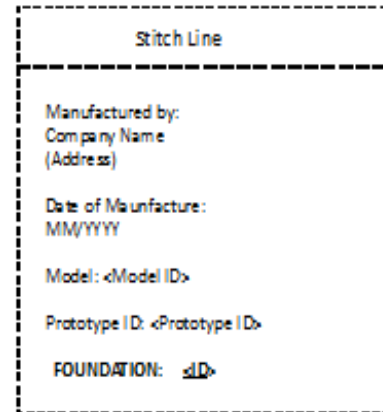 Stitch Line
Manufactured by:
Company Name
(Address)
Date of Maunfacture:
MM/YYYY
Model: <Model ID>
Prototype ID: <Prototype ID>
FOUNDATION: <ID>